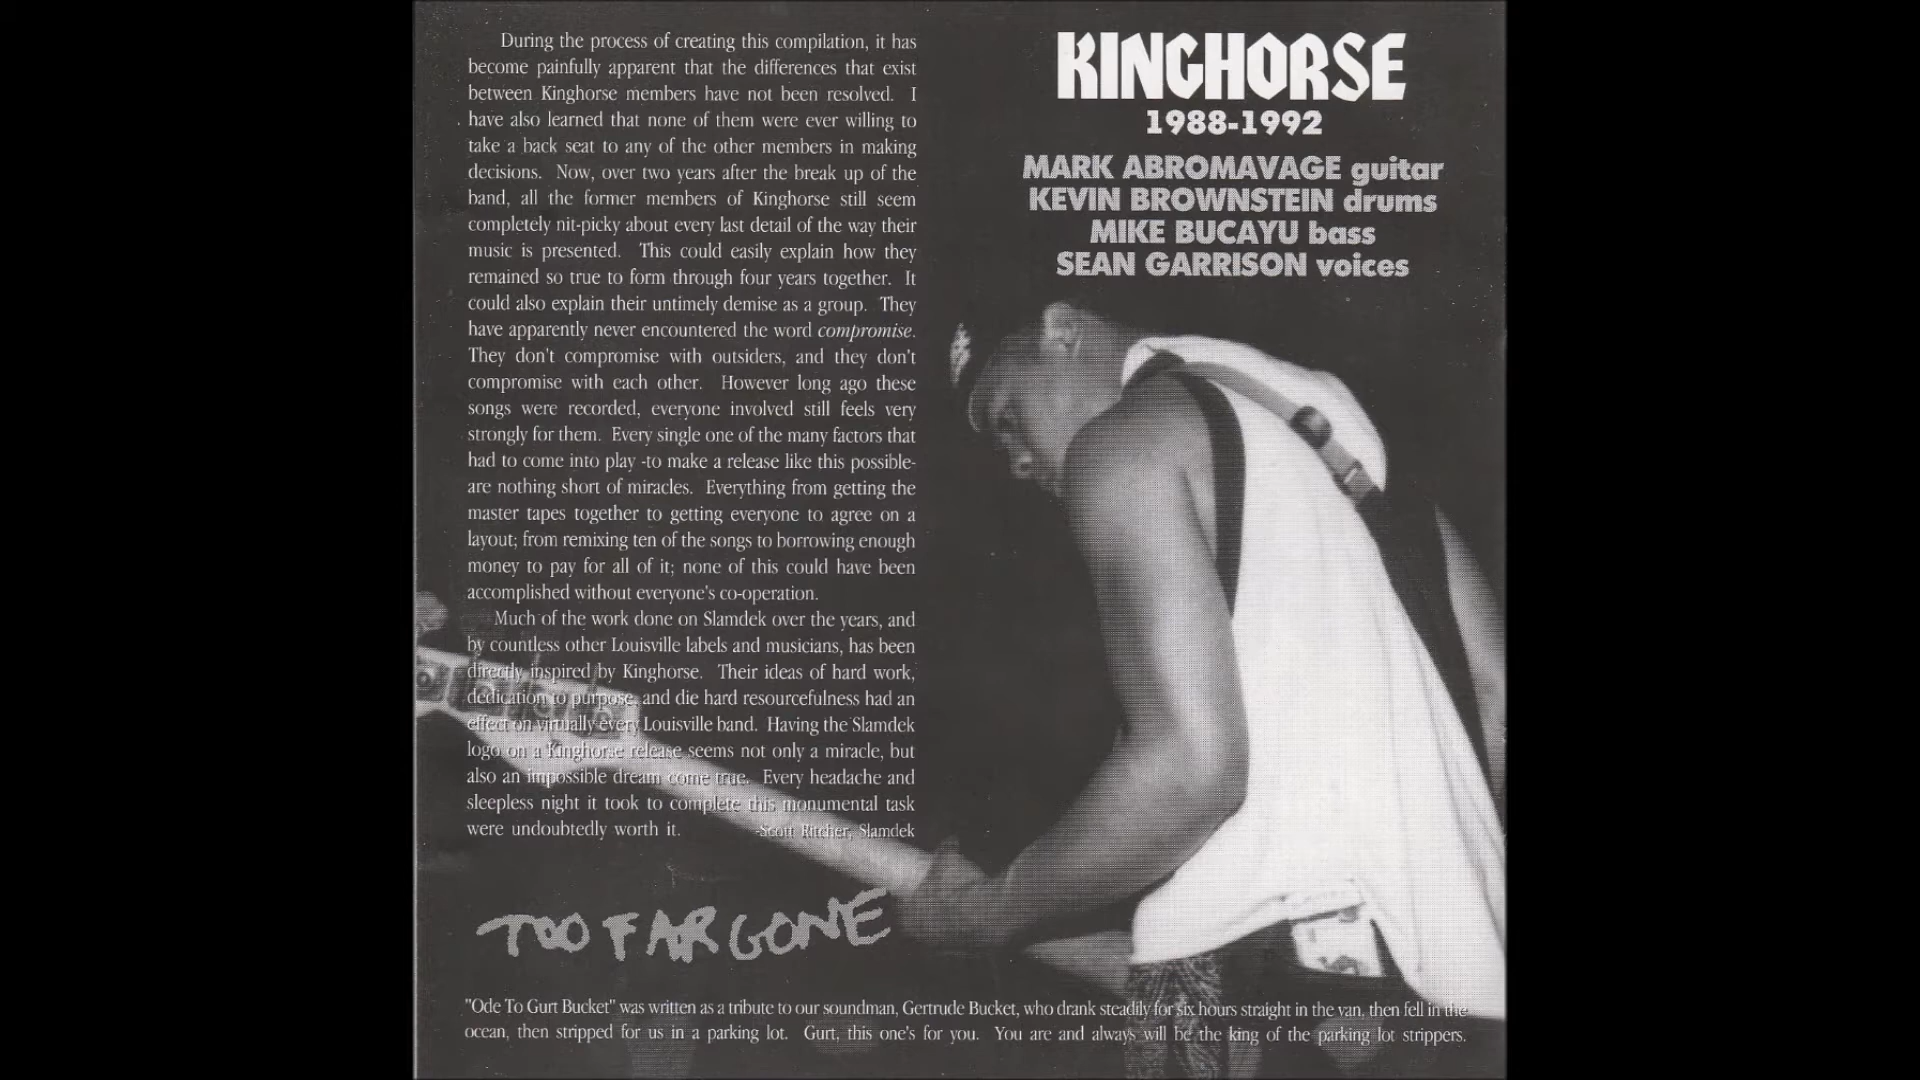 During the process of creating this compilation, it has
become painfully apparent that the differences that exist
between Kinghorse members have not been resolved. I
have also learned that none of them were ever willing to
take a back seat to any of the other members in making
decisions. Now, over two years after the break up of the
band, all the former members of Kinghorse still seem
completely nit-picky about every last detail of the way their
music is presented. This could easily explain how they
remained so true to form through four years together. It
could also explain their untimely demise as a group. They
have apparently never encountered the word compromise.
They don't compromise with outsiders, and they don't
compromise with each other. However long ago these
songs were recorded, everyone involved still feels very
strongly for them. Every single one of the many factors that
had to come into play -to make a release like this possible-
are nothing short of miracles. Everything from getting the
master tapes together to getting everyone to agree on a
layout; from remixing ten of the songs to borrowing enough
money to pay for all of it; none of this could have been
accomplished without everyone's co-operation.
Much of the work done on Slamdek over the years, and
by countless other Louisville labels and musicians, has been
directly inspired by Kinghorse. Their ideas of hard work,
dedication to purpose, and die hard resourcefulness had an
effect on virtually every Louisville band. Having the Slamdek
logo on a Kinghorse release seems not only a miracle, but
also an impossible dream come true. Every headache and
sleepless night it took to complete this monumental task
were undoubtedly worth it. -Scott Ritcher, Slamdek
TOO FAR GONE
KINGHORSE
1988-1992
MARK ABROMAVAGE guitar
KEVIN BROWNSTEIN drums
MIKE BUCAYU bass
SEAN GARRISON voices
"Ode To Gurt Bucket" was written as a tribute to our soundman, Gertrude Bucket, who drank steadily for six hours straight in the van, then fell in the
ocean, then stripped for us in a parking lot. Gurt, this one's for you. You are and always will be the king of the parking lot strippers.